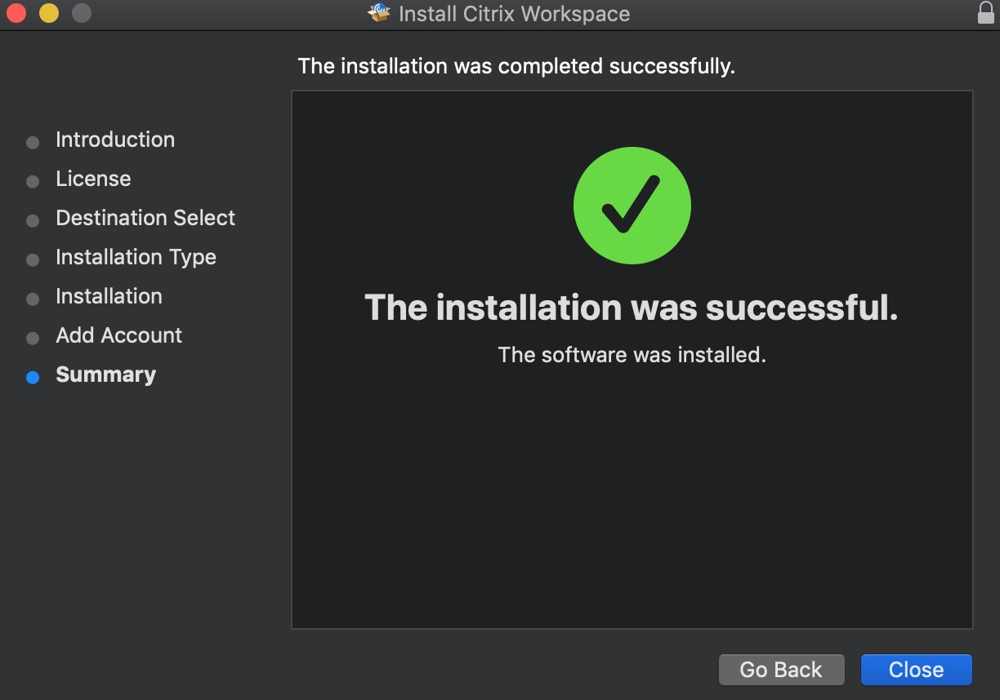 Install Citrix Workspace
The installation was completed successfully.
Introduction
License
Destination Select
Installation Type
Installation
Add Account
Summary
The installation was successful.
The software was installed.
Go Back
Close